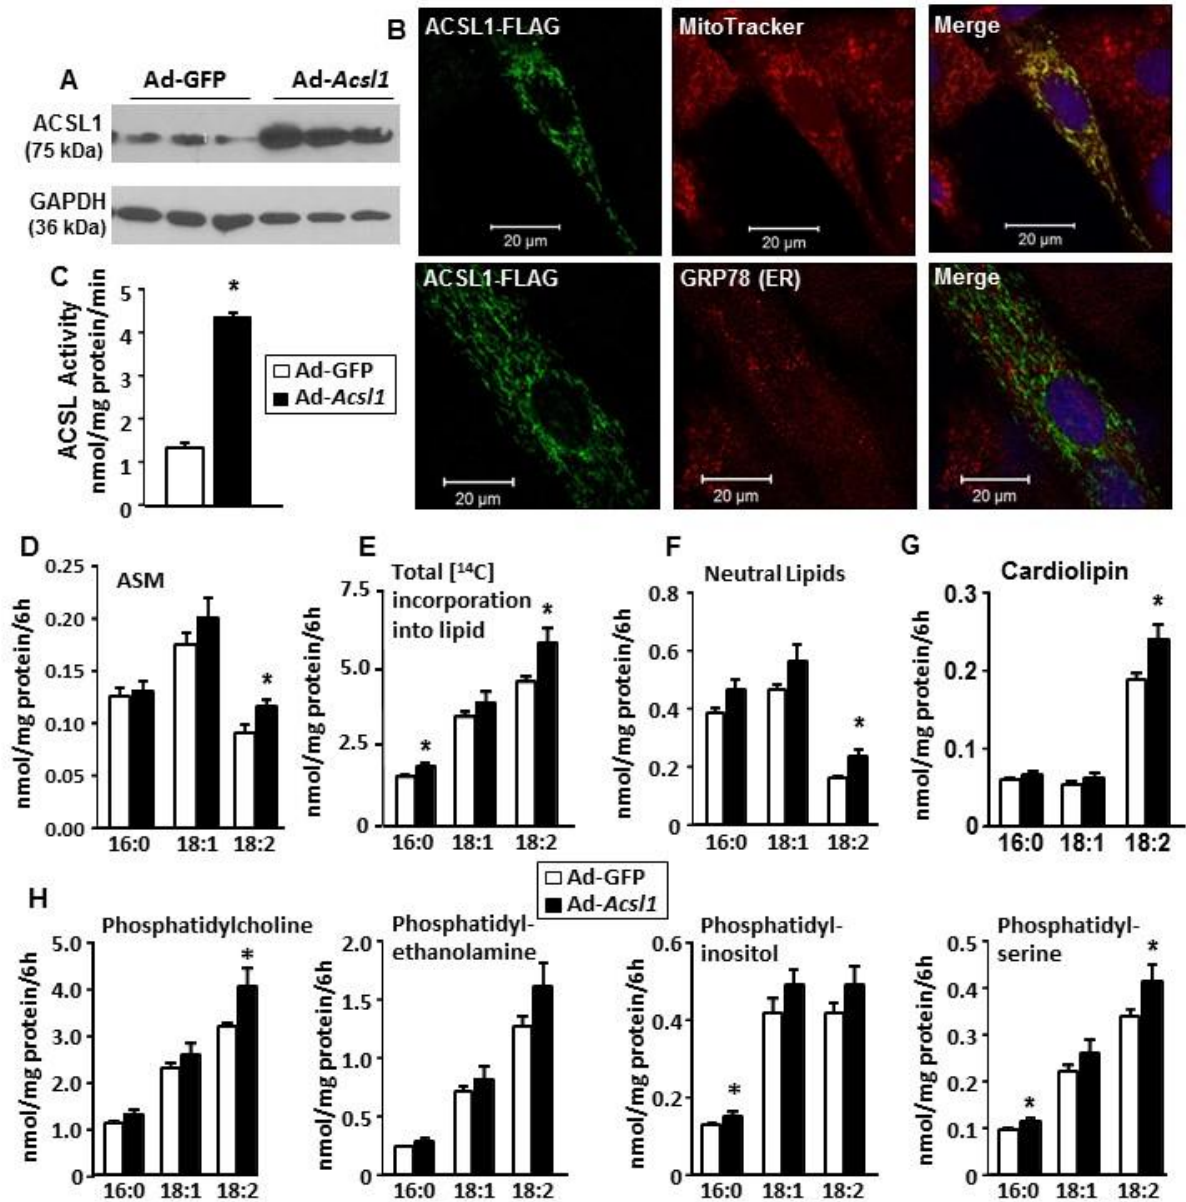 A
Ad-GFP
Ad-Acsl1
ACSL1
(75 kDa)
GAPDH
(36 kDa)
B
ACSL1-FLAG
MitoTracker
Merge
20 µm
20 µm
20 µm
ACSL1-FLAG
GRP78 (ER)
Merge
20 µm
20 µm
20 µm
C
ACSL Activity
nmol/mg protein/min
5
4
3
2
1
0
*
Ad-GFP
Ad-Acsl1
D
ASM
nmol/mg protein/6h
0.25
0.20
0.15
0.10
0.05
0.00
*
16:0 18:1 18:2
E
Total [¹⁴C]
incorporation
into lipid
nmol/mg protein/6h
7.5
5.0
2.5
0
*
*
16:0 18:1 18:2
F
Neutral Lipids
nmol/mg protein/6h
0.8
0.6
0.4
0.2
0
*
16:0 18:1 18:2
G
Cardiolipin
nmol/mg protein/6h
0.3
0.2
0.1
0
*
16:0 18:1 18:2
Ad-GFP
Ad-Acsl1
H
Phosphatidylcholine
nmol/mg protein/6h
5.0
4.0
3.0
2.0
1.0
0
*
16:0 18:1 18:2
Phosphatidyl-
ethanolamine
nmol/mg protein/6h
2.0
1.5
1.0
0.5
0
16:0 18:1 18:2
Phosphatidyl-
inositol
nmol/mg protein/6h
0.6
0.4
0.2
0
*
16:0 18:1 18:2
Phosphatidyl-
serine
nmol/mg protein/6h
0.5
0.4
0.3
0.2
0.1
0
*
*
16:0 18:1 18:2